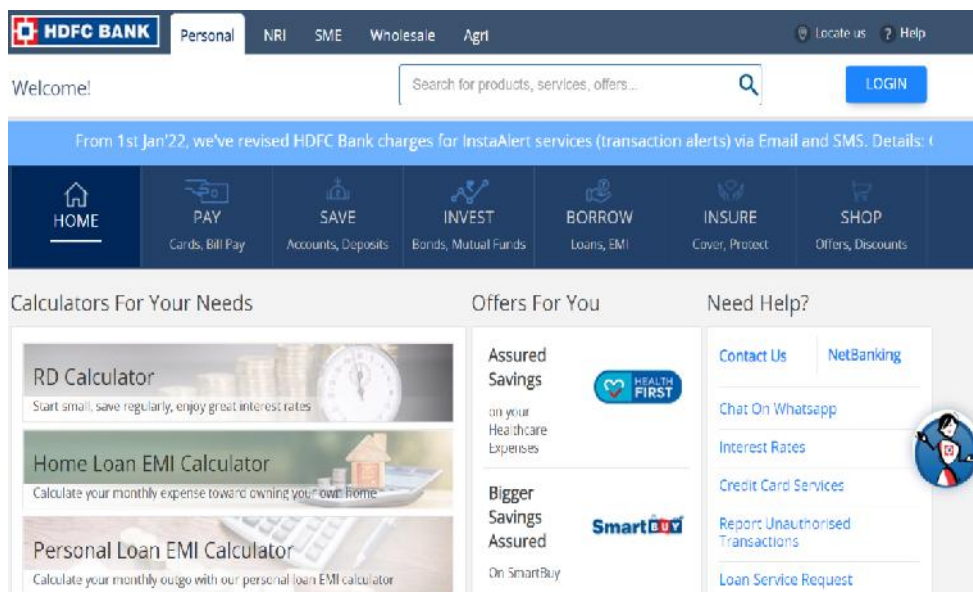 HDFC BANK Personal NRI SME Wholesale Agri Locate us ? Help
Welcome!
Search for products, services, offers...
LOGIN
From 1st Jan'22, we've revised HDFC Bank charges for InstaAlert services (transaction alerts) via Email and SMS. Details:
HOME
PAY
Cards, Bill Pay
SAVE
Accounts, Deposits
INVEST
Bonds, Mutual Funds
BORROW
Loans, EMI
INSURE
Cover, Protect
SHOP
Offers, Discounts
Calculators For Your Needs
RD Calculator
Start small, save regularly, enjoy great interest rates
Home Loan EMI Calculator
Calculate your monthly expense toward owning your own home
Personal Loan EMI Calculator
Calculate your monthly outgo with our personal loan EMI calculator
Offers For You
Assured
Savings
on your
Healthcare
Expenses
HEALTH
FIRST
Bigger
Savings
Assured
On SmartBuy
SmartBUY
Need Help?
Contact Us
NetBanking
Chat On Whatsapp
Interest Rates
Credit Card Services
Report Unauthorised
Transactions
Loan Service Request